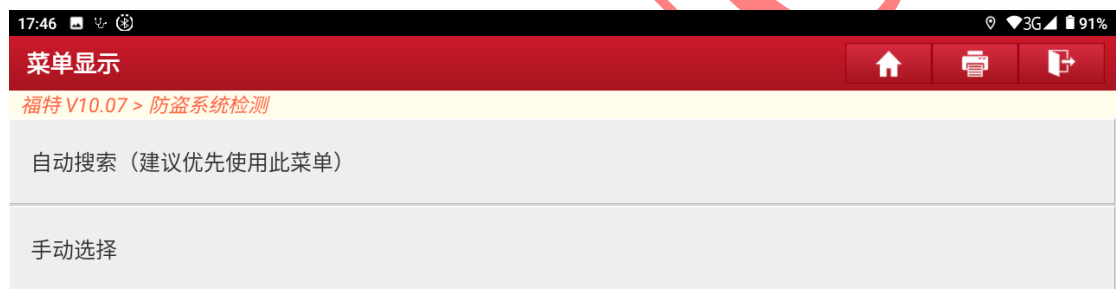 17:46 3G 91%
菜单显示
福特 V10.07 > 防盗系统检测
自动搜索（建议优先使用此菜单）
手动选择